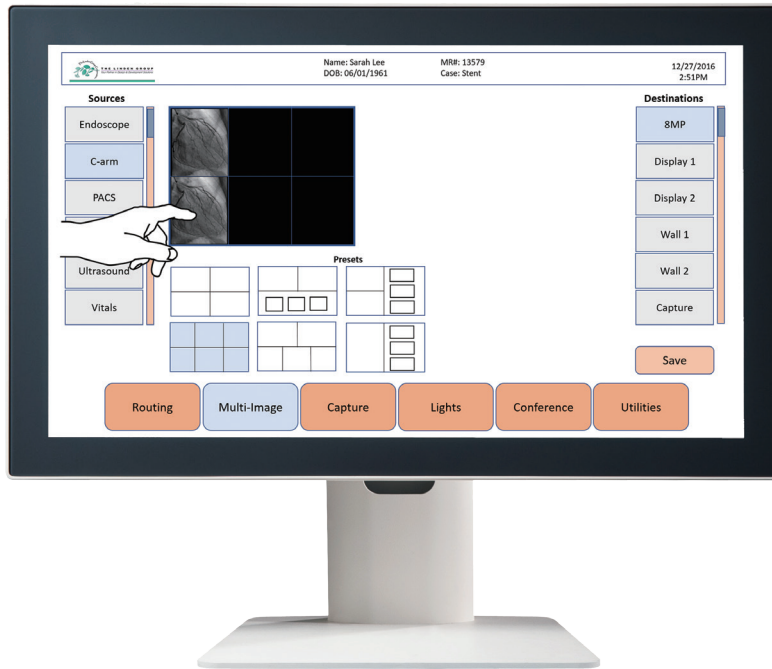 THE LINDEN GROUP
Name: Sarah Lee
DOB: 06/01/1961
MR#: 13579
Case: Stent
12/27/2016
2:51PM
Sources
Endoscope
C-arm
PACS
Ultrasound
Vitals
Presets
Destinations
8MP
Display 1
Display 2
Wall 1
Wall 2
Capture
Save
Routing
Multi-Image
Capture
Lights
Conference
Utilities